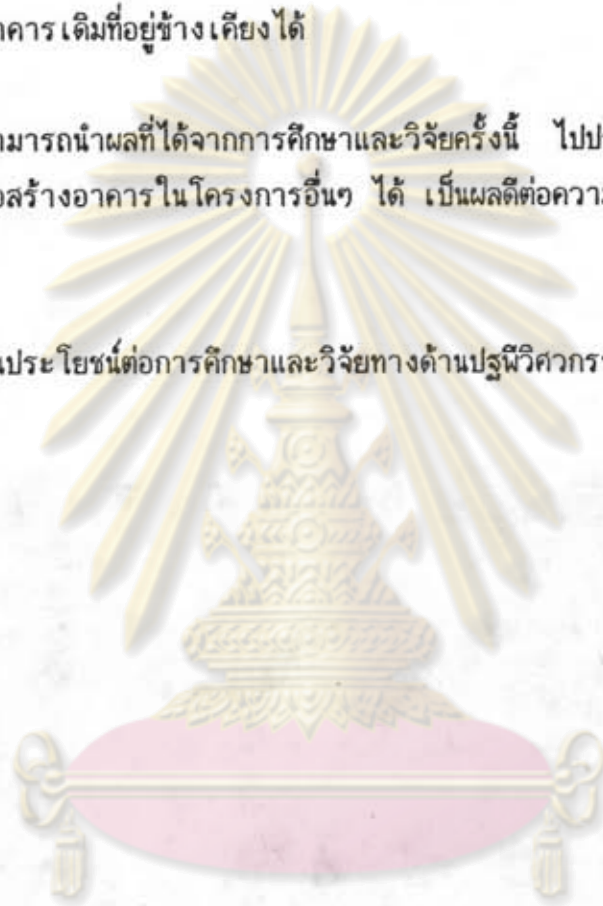 าคารเดิมที่อยู่ข้างเคียงได้
ามารถนำผลที่ได้จากการศึกษาและวิจัยครั้งนี้ ไปป
อสร้างอาคารในโครงการอื่นๆ ได้ เป็นผลดีต่อควา
นประโยชน์ต่อการศึกษาและวิจัยทางด้านปฐพีวิศวกร